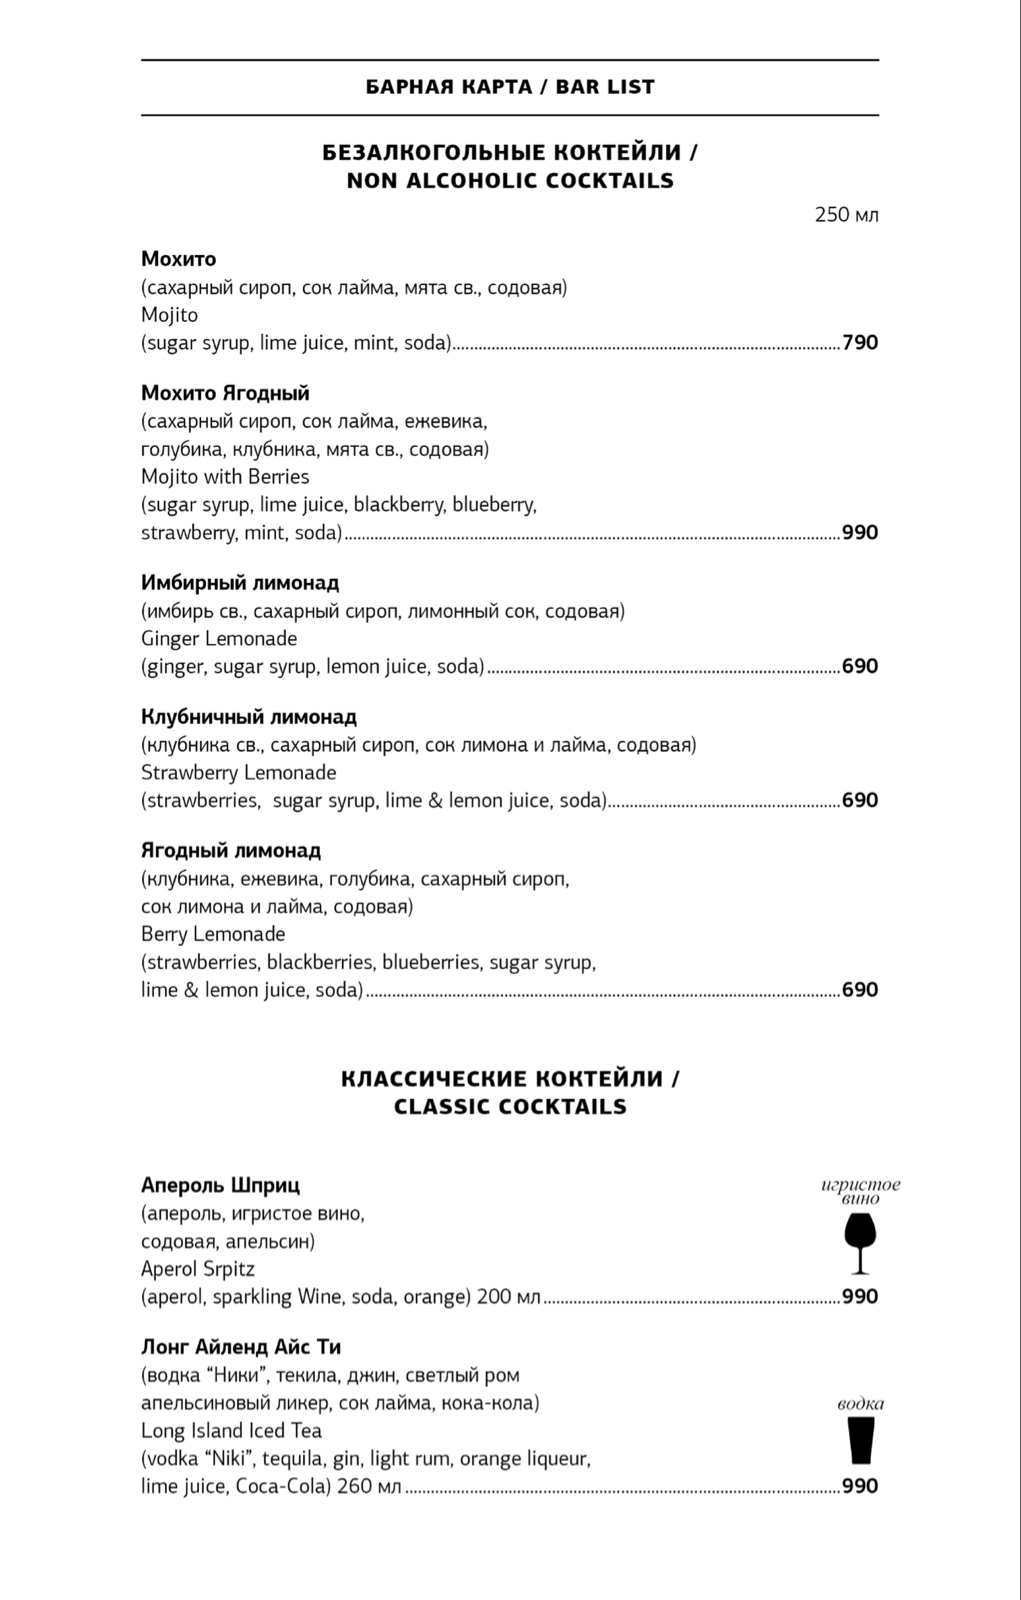 БАРНАЯ КАРТА / BAR LIST
БЕЗАЛКОГОЛЬНЫЕ КОКТЕЙЛИ /
NON ALCOHOLIC COCKTAILS
250 мл
Мохито
(сахарный сироп, сок лайма, мята св., содовая)
Mojito
(sugar syrup, lime juice, mint, soda)........................................................................................790
Мохито Ягодный
(сахарный сироп, сок лайма, ежевика,
голубика, клубника, мята св., содовая)
Mojito with Berries
(sugar syrup, lime juice, blackberry, blueberry,
strawberry, mint, soda)................................................................................................................990
Имбирный лимонад
(имбирь св., сахарный сироп, лимонный сок, содовая)
Ginger Lemonade
(ginger, sugar syrup, lemon juice, soda)................................................................................690
Клубничный лимонад
(клубника св., сахарный сироп, сок лимона и лайма, содовая)
Strawberry Lemonade
(strawberries, sugar syrup, lime & lemon juice, soda).....................................................690
Ягодный лимонад
(клубника, ежевика, голубика, сахарный сироп,
сок лимона и лайма, содовая)
Berry Lemonade
(strawberries, blackberries, blueberries, sugar syrup,
lime & lemon juice, soda)...........................................................................................................690
КЛАССИЧЕСКИЕ КОКТЕЙЛИ /
CLASSIC COCKTAILS
Апероль Шприц
игристое
вино
(апероль, игристое вино,
содовая, апельсин)
Aperol Srpitz
(aperol, sparkling Wine, soda, orange) 200 мл...................................................................990
Лонг Айленд Айс Ти
(водка “Ники”, текила, джин, светлый ром
апельсиновый ликер, сок лайма, кока-кола)
водка
Long Island Iced Tea
(vodka “Niki”, tequila, gin, light rum, orange liqueur,
lime juice, Coca-Cola) 260 мл..................................................................................................990